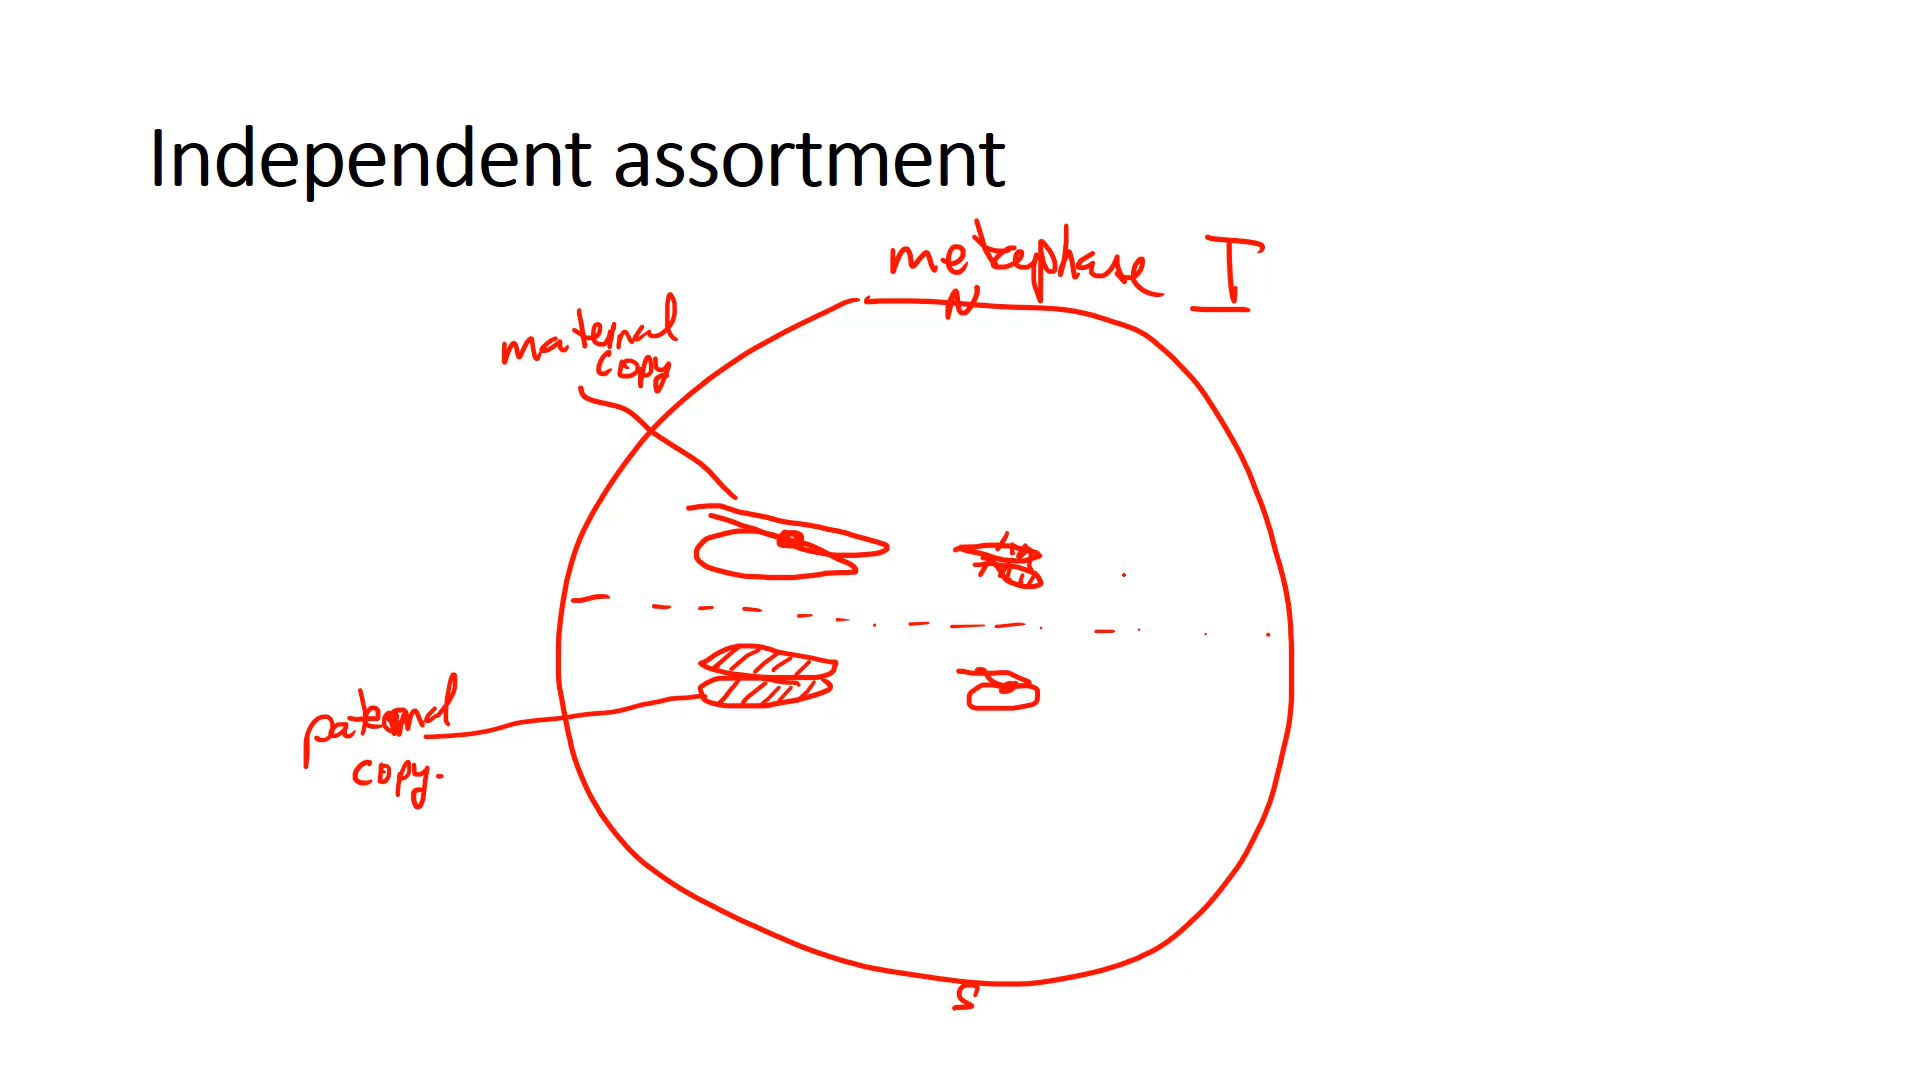 Independent assortment
metaphase I
N
maternal
copy
paternal
copy.
S